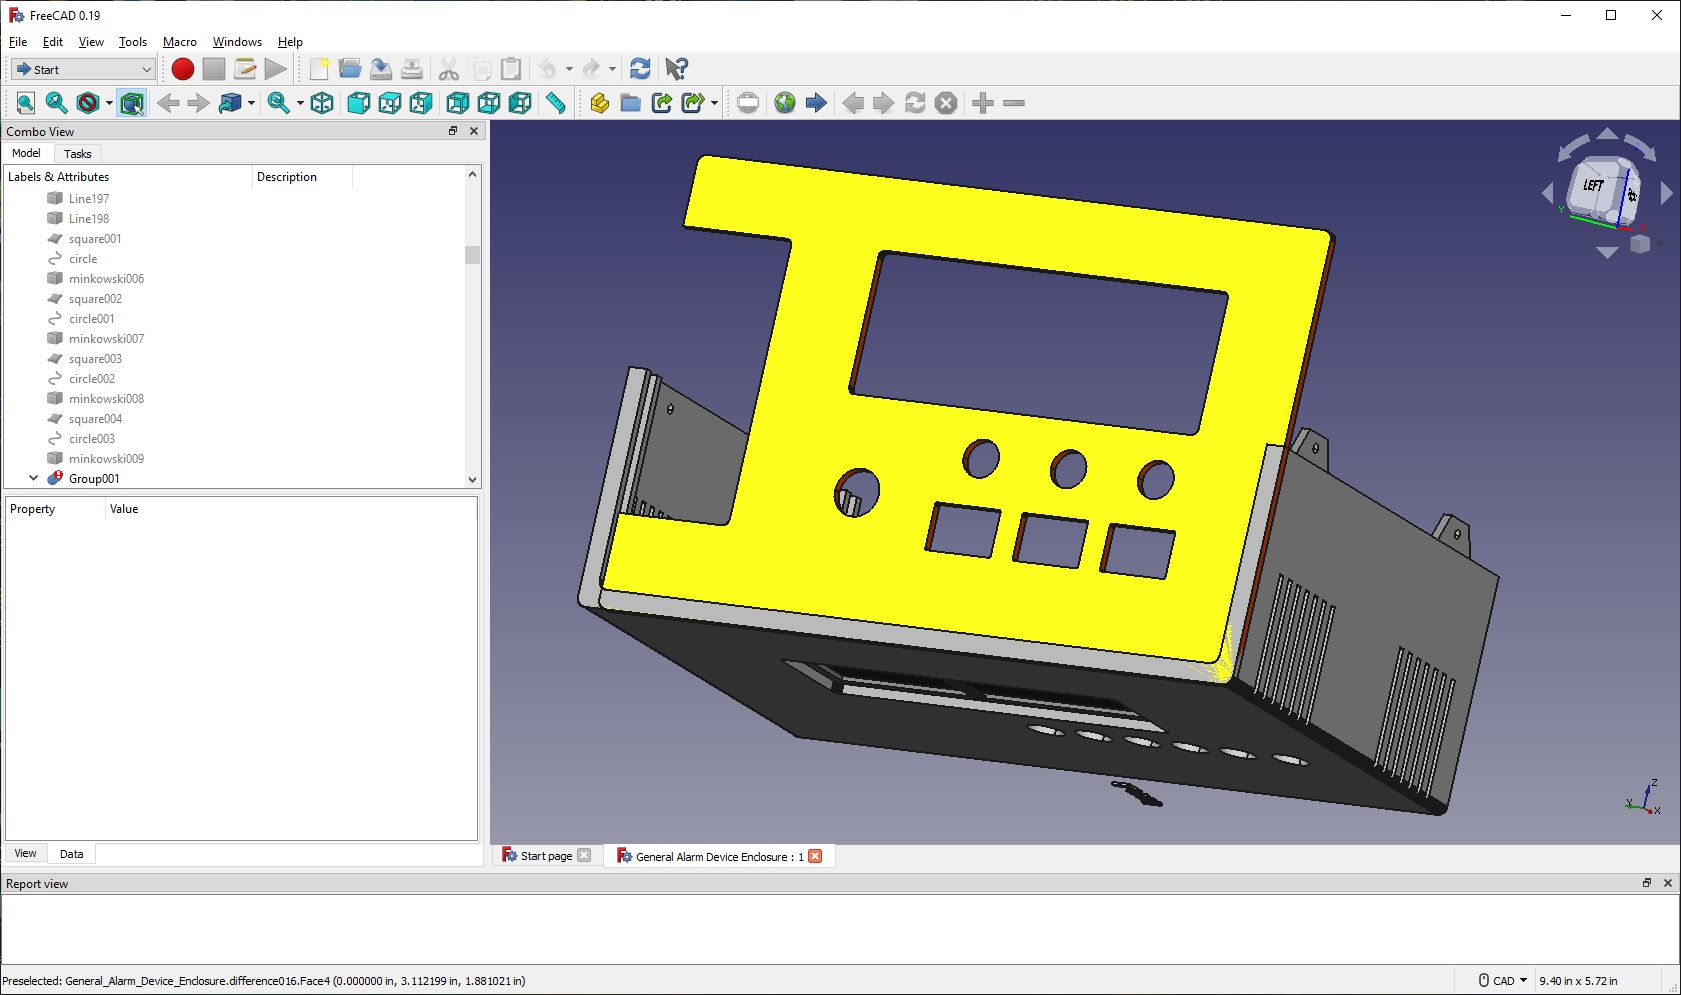 FreeCAD 0.19
File Edit View Tools Macro Windows Help
Start
Combo View
Model Tasks
Labels & Attributes Description
Line197
Line198
square001
circle
minkowski006
square002
circle001
minkowski007
square003
circle002
minkowski008
square004
circle003
minkowski009
Group001
Property Value
LEFT
Y
Z
Y
X
View Data
Start page
General Alarm Device Enclosure : 1
Report view
Preselected: General_Alarm_Device_Enclosure.difference016.Face4 (0.000000 in, 3.112199 in, 1.881021 in)
CAD
9.40 in x 5.72 in